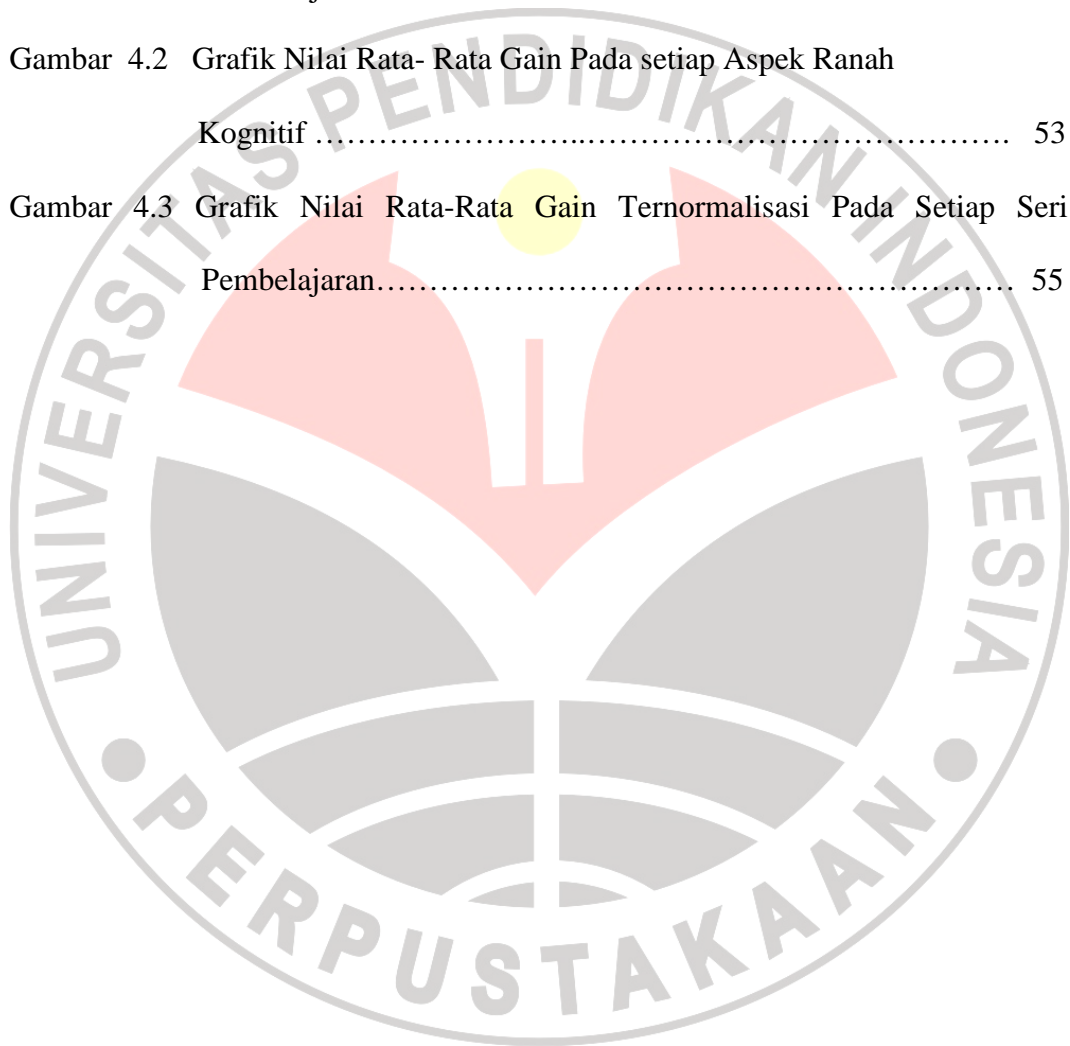 Gambar 4.2 Grafik Nilai Rata- Rata Gain Pada setiap Aspek Ranah
Kognitif ……………………...……………………………………. 53
Gambar 4.3 Grafik Nilai Rata-Rata Gain Ternormalisasi Pada Setiap Seri
Pembelajaran…………………………………………………… 55
UNIVERSITAS PENDIDIKAN INDONESIA
PERPUSTAKAAN